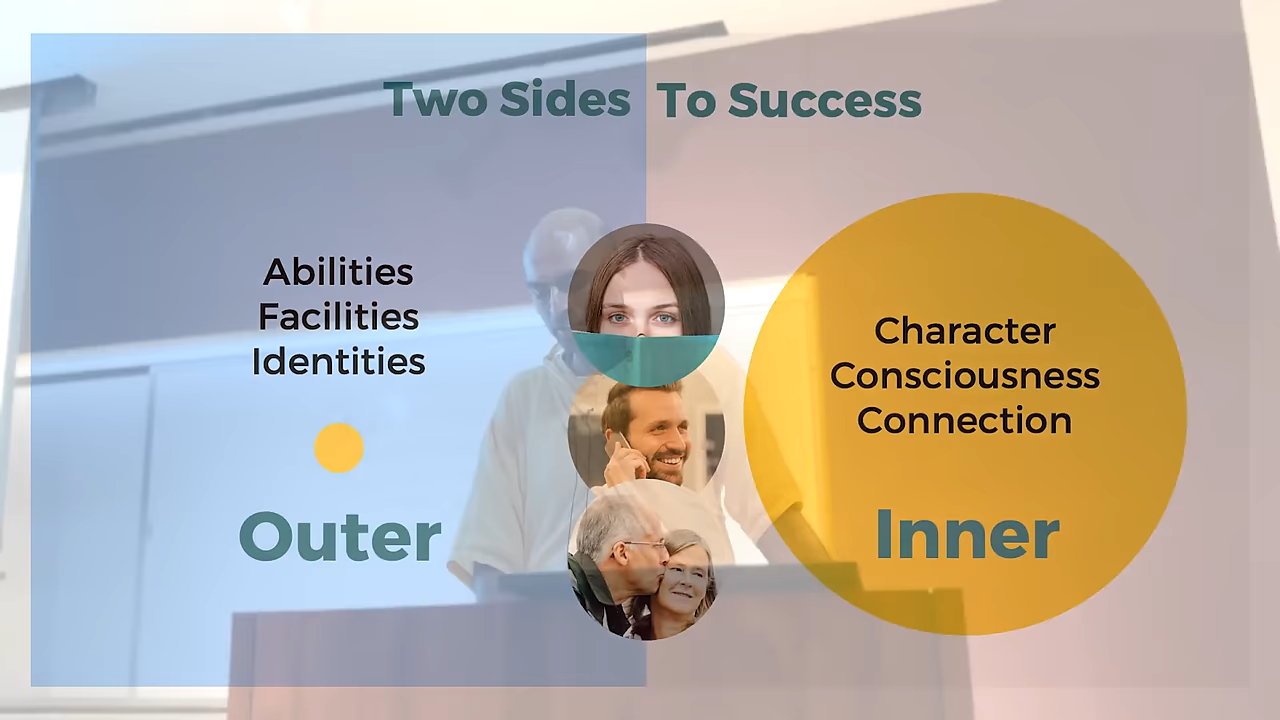 Two Sides To Success
Abilities
Facilities
Identities
Outer
Character
Consciousness
Connection
Inner